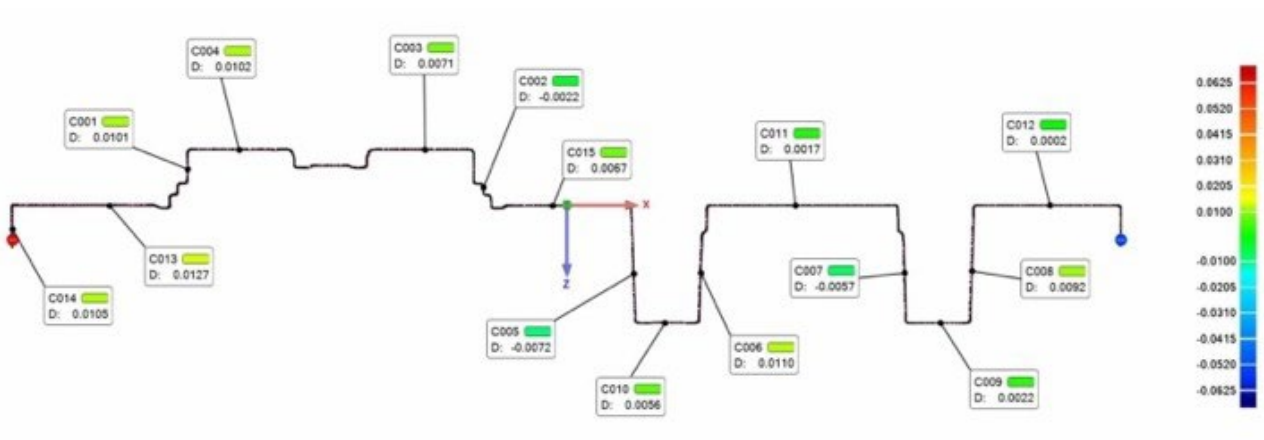 C004
D: 0.0102
C003
D: 0.0071
C002
D: -0.0022
C001
D: 0.0101
C015
D: 0.0067
C011
D: 0.0017
C012
D: 0.0002
X
Z
C013
D: 0.0127
C014
D: 0.0105
C005
D: -0.0072
C010
D: 0.0056
C006
D: 0.0110
C007
D: -0.0057
C008
D: 0.0092
C009
D: 0.0022
0.0625
0.0520
0.0415
0.0310
0.0205
0.0100
-0.0100
-0.0205
-0.0310
-0.0415
-0.0520
-0.0625